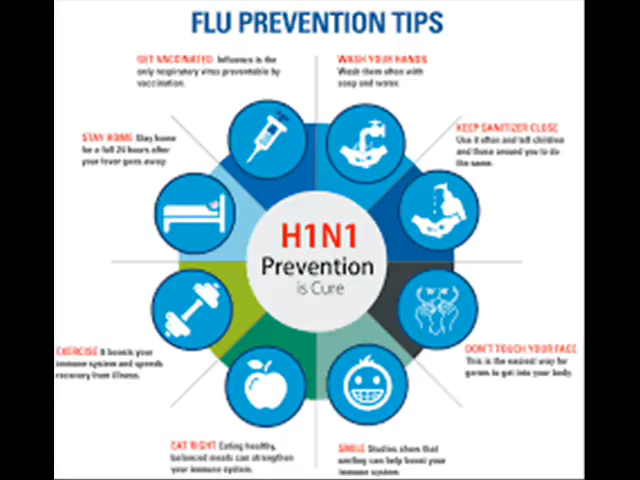 FLU PREVENTION TIPS
GET VACCINATED Influenza is the
only respiratory virus preventable by
vaccination.
WASH YOUR HANDS
Wash them often with
soap and water.
STAY HOME Stay home
for a full 24 hours after
your fever goes away.
KEEP SANITIZER CLOSE
Use it often and tell children
and those around you to do
the same.
H1N1
Prevention
is Cure
EXERCISE It boosts your
immune system and speeds
recovery from illness.
DON'T TOUCH YOUR FACE
This is the easiest way for
germs to get into your body.
EAT RIGHT Eating healthy,
balanced meals can strengthen
your immune system.
SMILE Studies show that
smiling can help boost your
immune system.